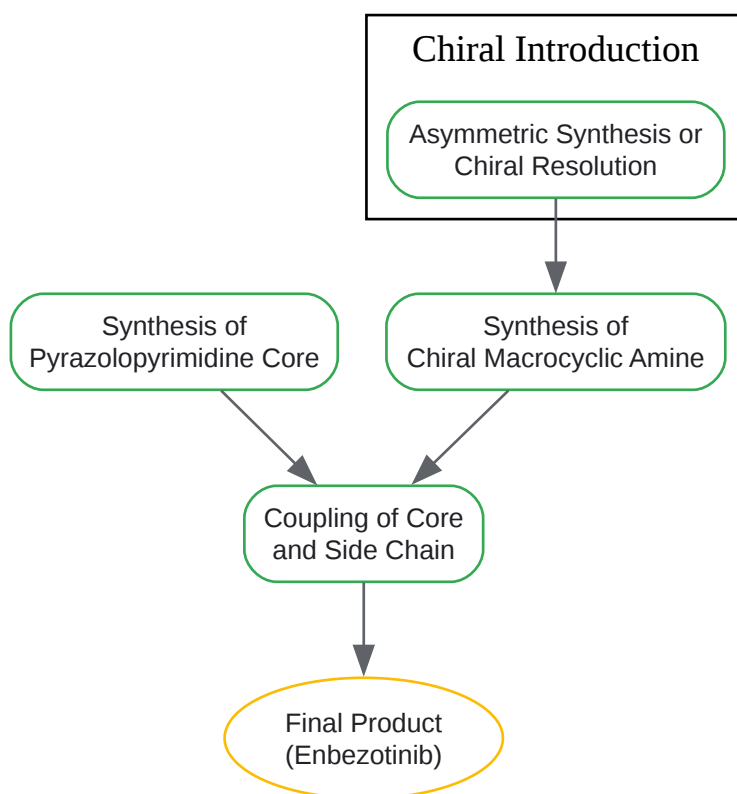 Chiral Introduction
Asymmetric Synthesis or
Chiral Resolution
Synthesis of
Pyrazolopyrimidine Core
Synthesis of
Chiral Macrocyclic Amine
Coupling of Core
and Side Chain
Final Product
(Enbezotinib)